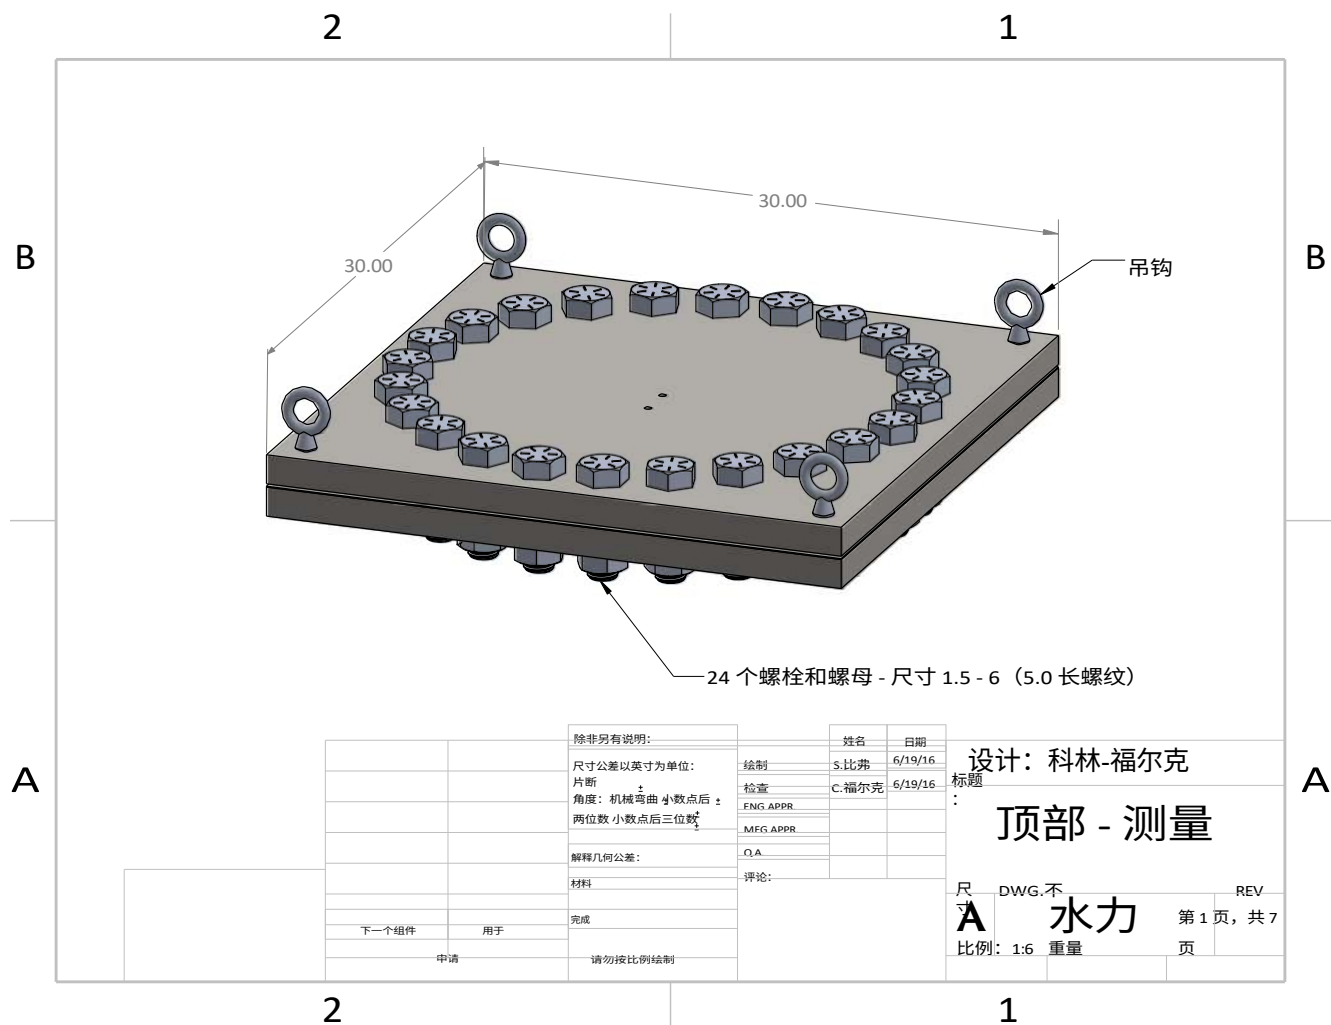 2
1
30.00
30.00
B
B
吊钩
24 个螺栓和螺母 - 尺寸 1.5 - 6（5.0 长螺纹）
A
A
除非另有说明：
尺寸公差以英寸为单位：
片断 ±
角度：机械弯曲 小数点后 ±
两位数 小数点后三位数 ±
±
解释几何公差：
材料
完成
请勿按比例绘制
下一个组件
用于
申请
姓名
日期
绘制
S.比弗
6/19/16
检查
C.福尔克
6/19/16
ENG APPR.
MFG APPR.
Q.A.
评论：
设计：科林-福尔克
标题
：
顶部 - 测量
尺
寸
DWG.不
REV
A
水力
第 1 页，共 7
页
比例：1:6
重量
2
1